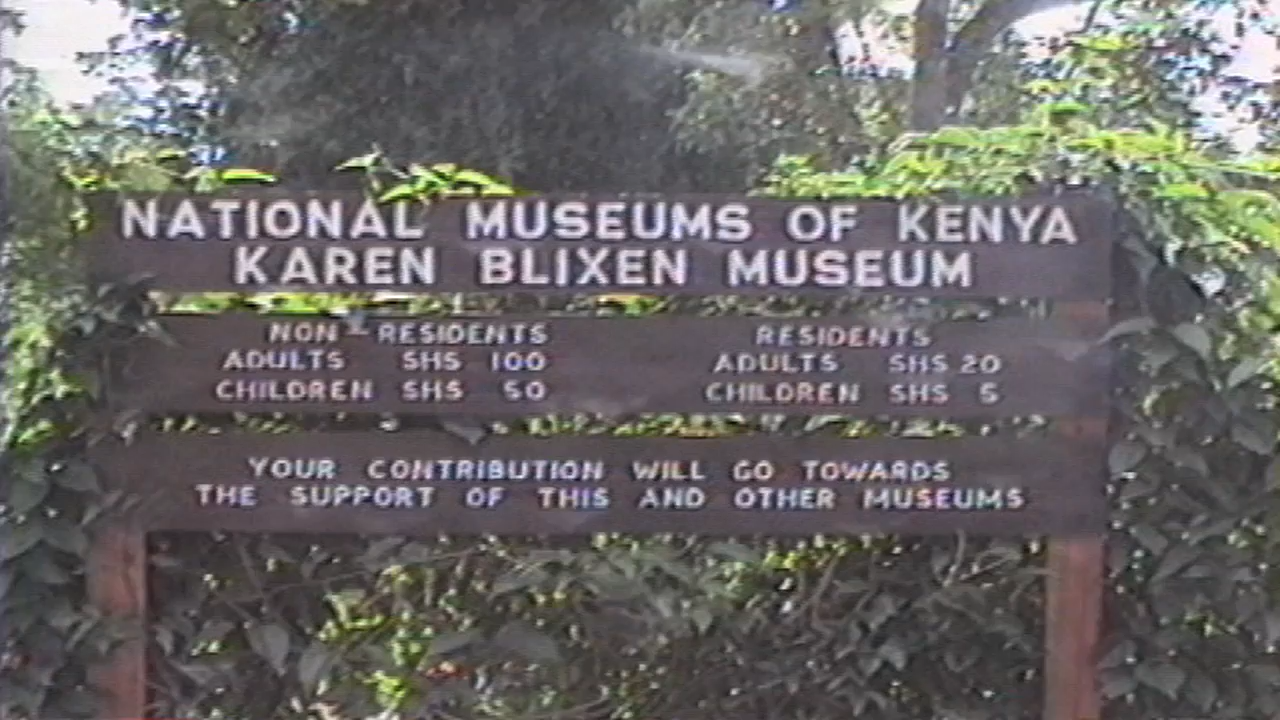 NATIONAL MUSEUMS OF KENYA
KAREN BLIXEN MUSEUM
NON - RESIDENTS
ADULTS SHS 100
CHILDREN SHS 50
RESIDENTS
ADULTS SHS 20
CHILDREN SHS 5
YOUR CONTRIBUTION WILL GO TOWARDS
THE SUPPORT OF THIS AND OTHER MUSEUMS